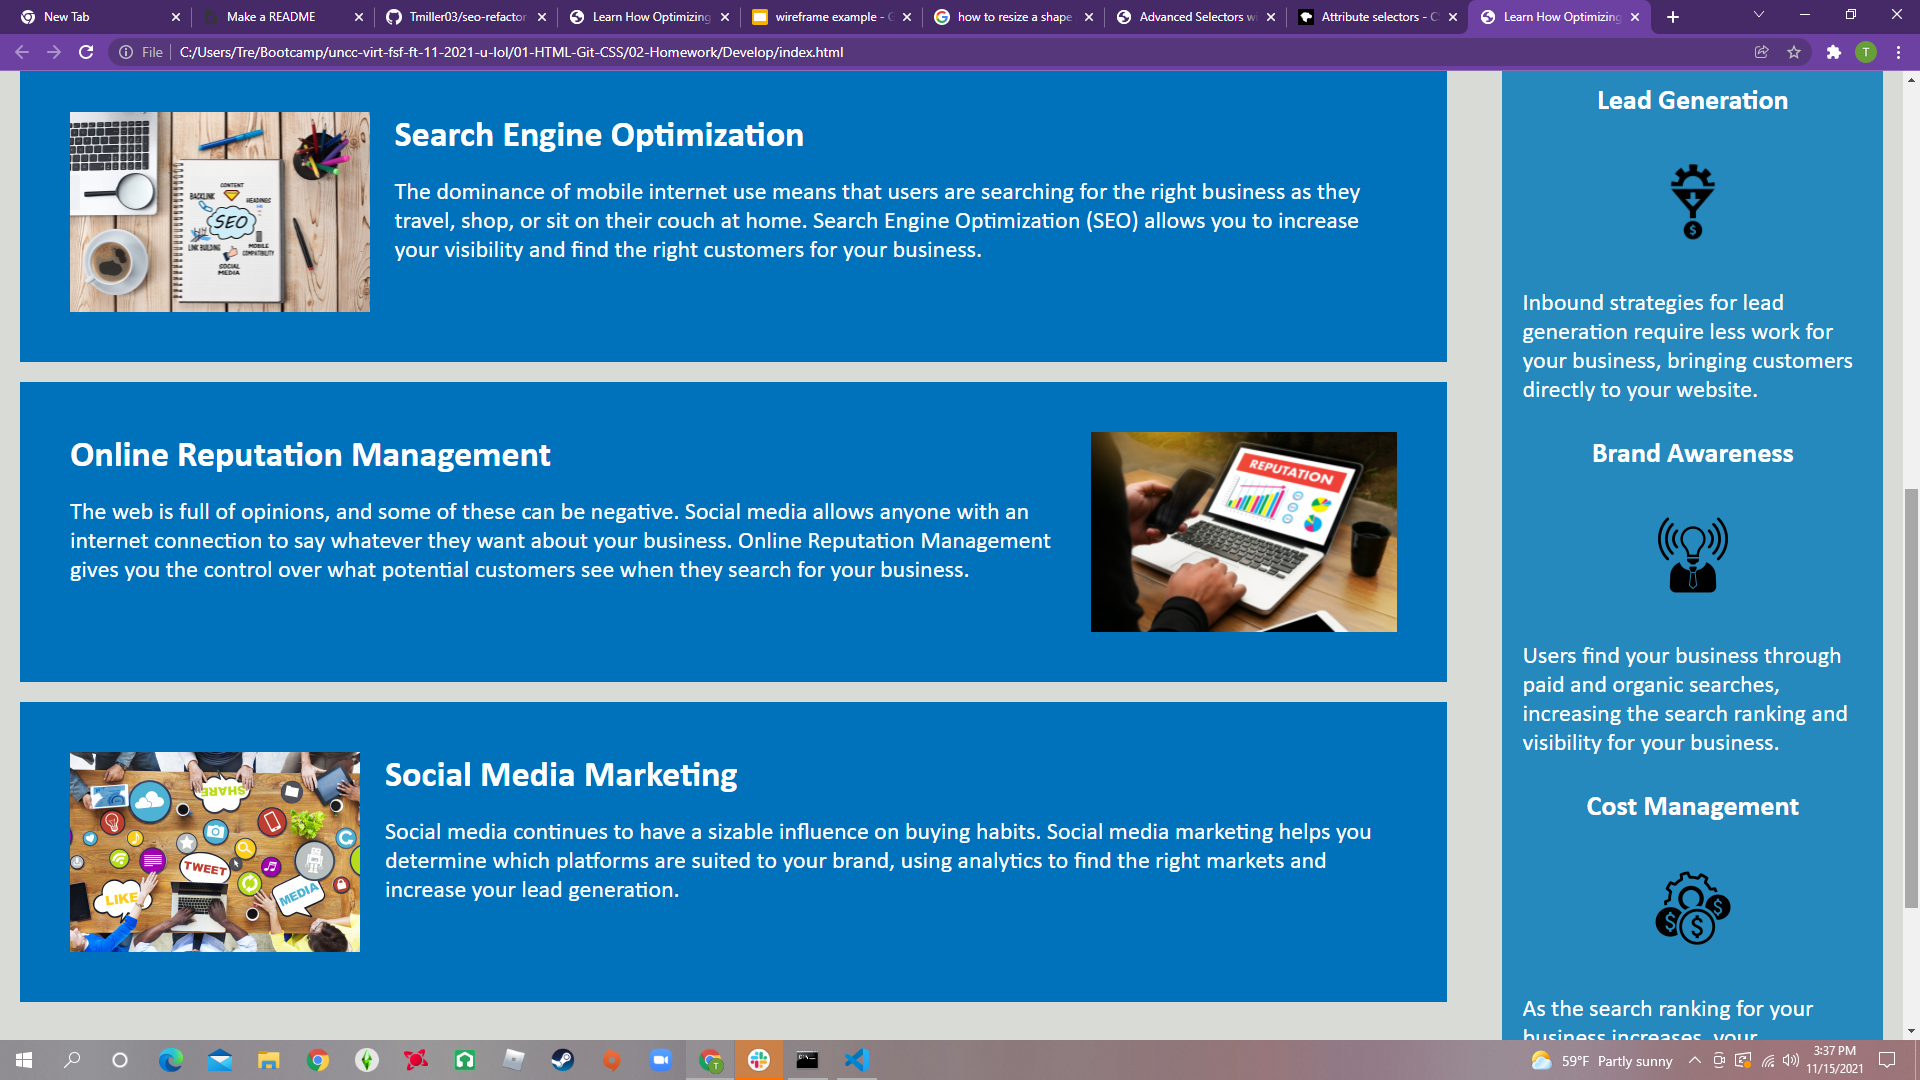 New Tab
Make a README
Tmiller03/seo-refactor
Learn How Optimizing
wireframe example - G
how to resize a shape
Advanced Selectors wi
Attribute selectors - C
Learn How Optimizing
File
C:/Users/Tre/Bootcamp/uncc-virt-fsf-ft-11-2021-u-lol/01-HTML-Git-CSS/02-Homework/Develop/index.html
T
CONTENT
BACKLINK
HEADINGS
SEO
LINK BUILDING
MOBILE
COMPATIBILITY
SOCIAL
MEDIA
Search Engine Optimization
The dominance of mobile internet use means that users are searching for the right business as they
travel, shop, or sit on their couch at home. Search Engine Optimization (SEO) allows you to increase
your visibility and find the right customers for your business.
Online Reputation Management
The web is full of opinions, and some of these can be negative. Social media allows anyone with an
internet connection to say whatever they want about your business. Online Reputation Management
gives you the control over what potential customers see when they search for your business.
REPUTATION
SHARE
TWEET
LIKE
MEDIA
Social Media Marketing
Social media continues to have a sizable influence on buying habits. Social media marketing helps you
determine which platforms are suited to your brand, using analytics to find the right markets and
increase your lead generation.
Lead Generation
$
Inbound strategies for lead
generation require less work for
your business, bringing customers
directly to your website.
Brand Awareness
Users find your business through
paid and organic searches,
increasing the search ranking and
visibility for your business.
Cost Management
$ $ $
As the search ranking for your
business increases, your
59°F Partly sunny
3:37 PM
11/15/2021